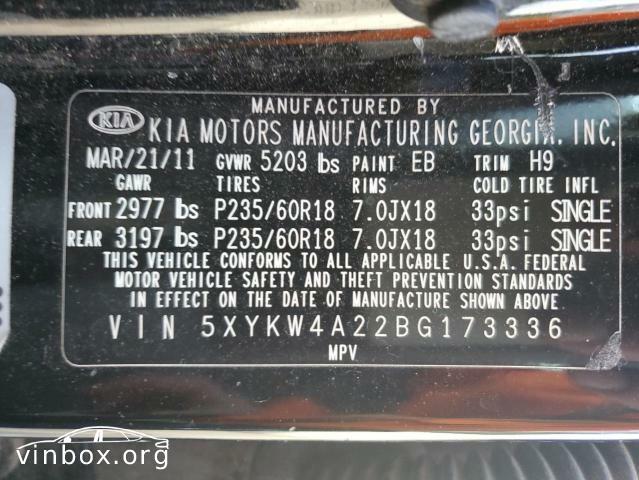 MANUFACTURED BY
KIA KIA MOTORS MANUFACTURING GEORGIA, INC.
MAR/21/11 GVWR 5203 lbs PAINT EB TRIM H9
GAWR TIRES RIMS COLD TIRE INFL
FRONT 2977 lbs P235/60R18 7.0JX18 33psi SINGLE
REAR 3197 lbs P235/60R18 7.0JX18 33psi SINGLE
THIS VEHICLE CONFORMS TO ALL APPLICABLE U.S.A. FEDERAL
MOTOR VEHICLE SAFETY AND THEFT PREVENTION STANDARDS
IN EFFECT ON THE DATE OF MANUFACTURE SHOWN ABOVE
VIN 5XYKW4A22BG173336
MPV
vinbox.org